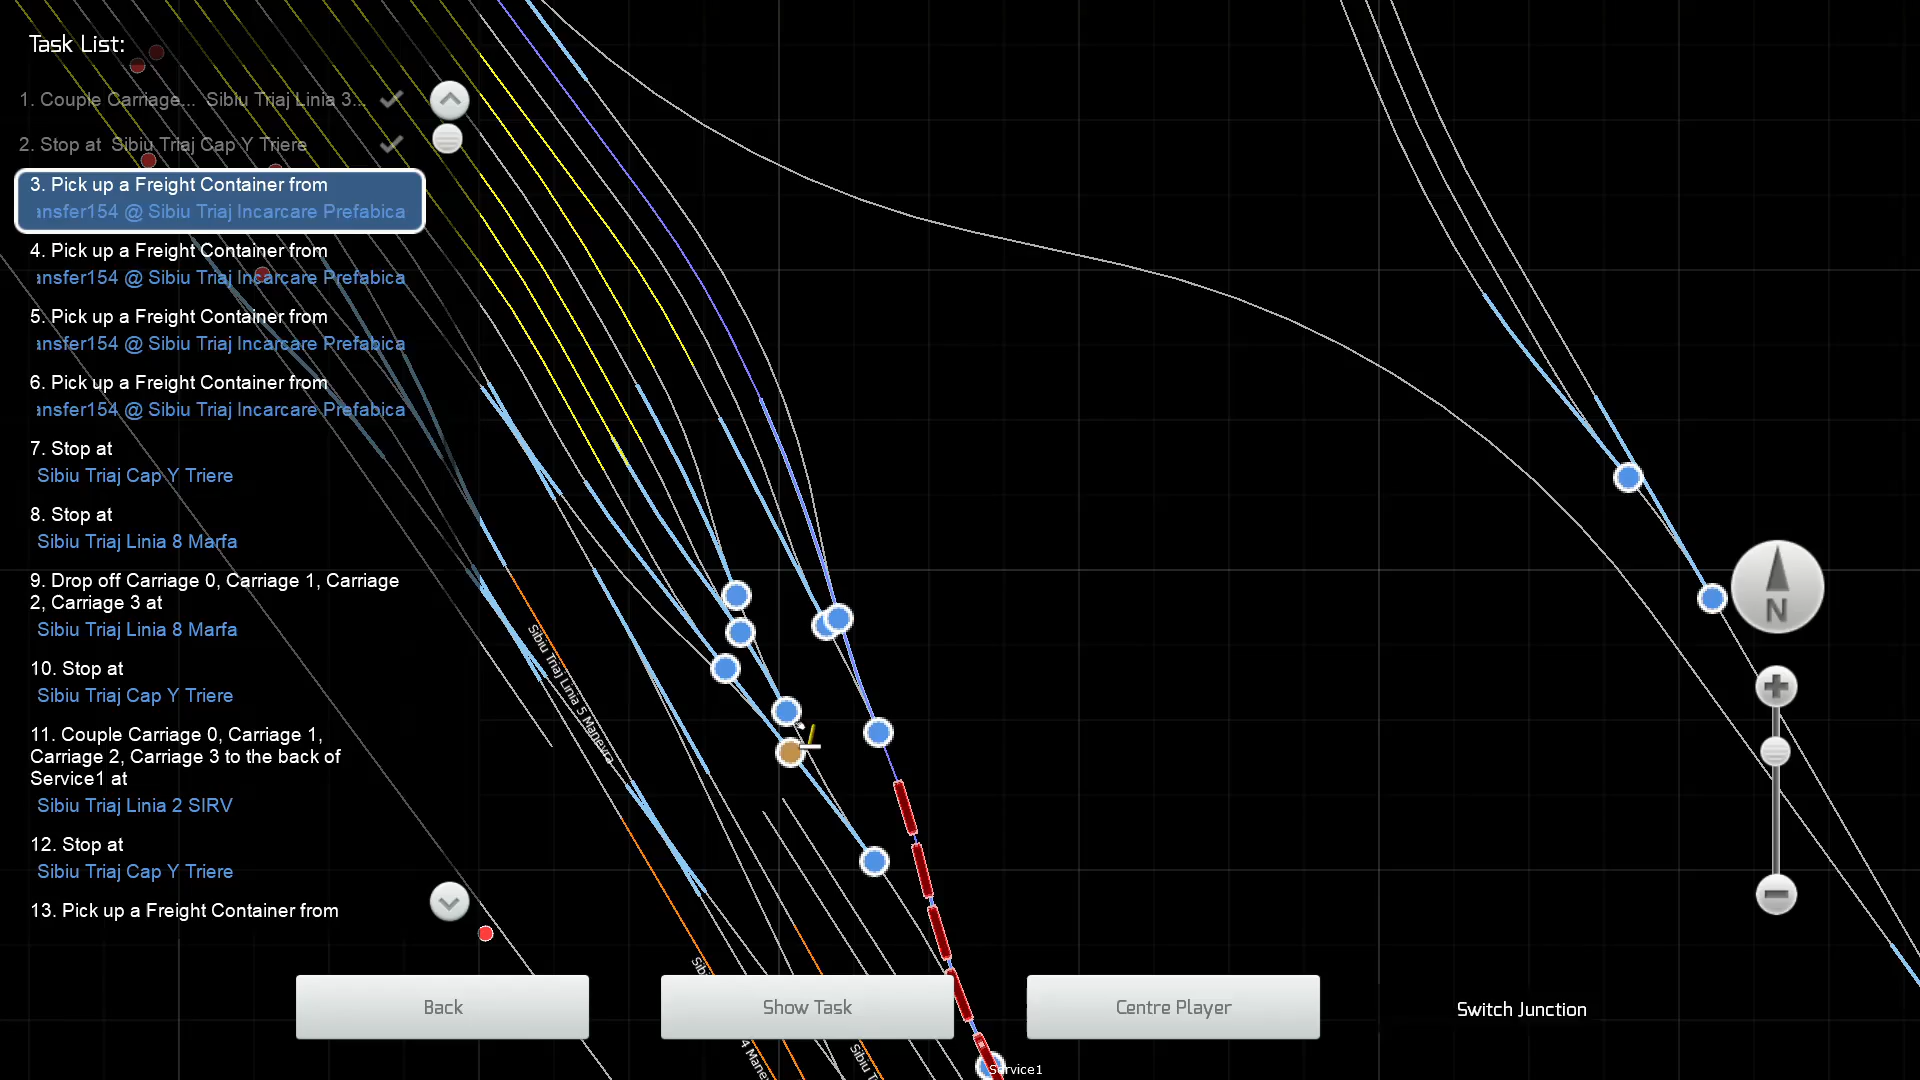 Task List:
1. Couple Carriage... Sibiu Triaj Linia 3...
2. Stop at Sibiu Triaj Cap Y Triere
3. Pick up a Freight Container from
ansfer154 @ Sibiu Triaj Incarcare Prefabica
4. Pick up a Freight Container from
ansfer154 @ Sibiu Triaj Incarcare Prefabica
5. Pick up a Freight Container from
ansfer154 @ Sibiu Triaj Incarcare Prefabica
6. Pick up a Freight Container from
ansfer154 @ Sibiu Triaj Incarcare Prefabica
7. Stop at
Sibiu Triaj Cap Y Triere
8. Stop at
Sibiu Triaj Linia 8 Marfa
9. Drop off Carriage 0, Carriage 1, Carriage
2, Carriage 3 at
Sibiu Triaj Linia 8 Marfa
10. Stop at
Sibiu Triaj Cap Y Triere
11. Couple Carriage 0, Carriage 1,
Carriage 2, Carriage 3 to the back of
Service1 at
Sibiu Triaj Linia 2 SIRV
12. Stop at
Sibiu Triaj Cap Y Triere
13. Pick up a Freight Container from
Sibiu Triaj Linia 5 Manevra
N
Back
Show Task
Centre Player
Switch Junction
Service1